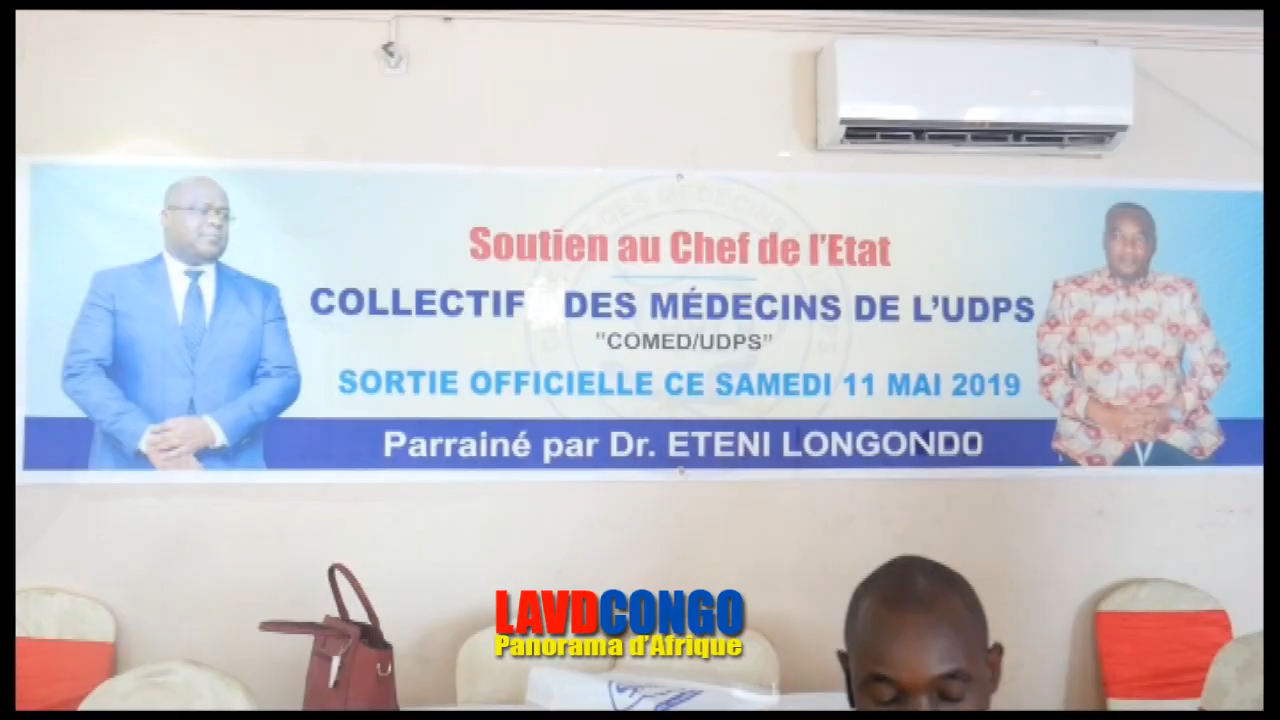 Soutien au Chef de l'Etat
COLLECTIF DES MÉDECINS DE L'UDPS
"COMED/UDPS"
SORTIE OFFICIELLE CE SAMEDI 11 MAI 2019
Parrainé par Dr. ETENI LONGONDO
LAVDCONGO
Panorama d'Afrique